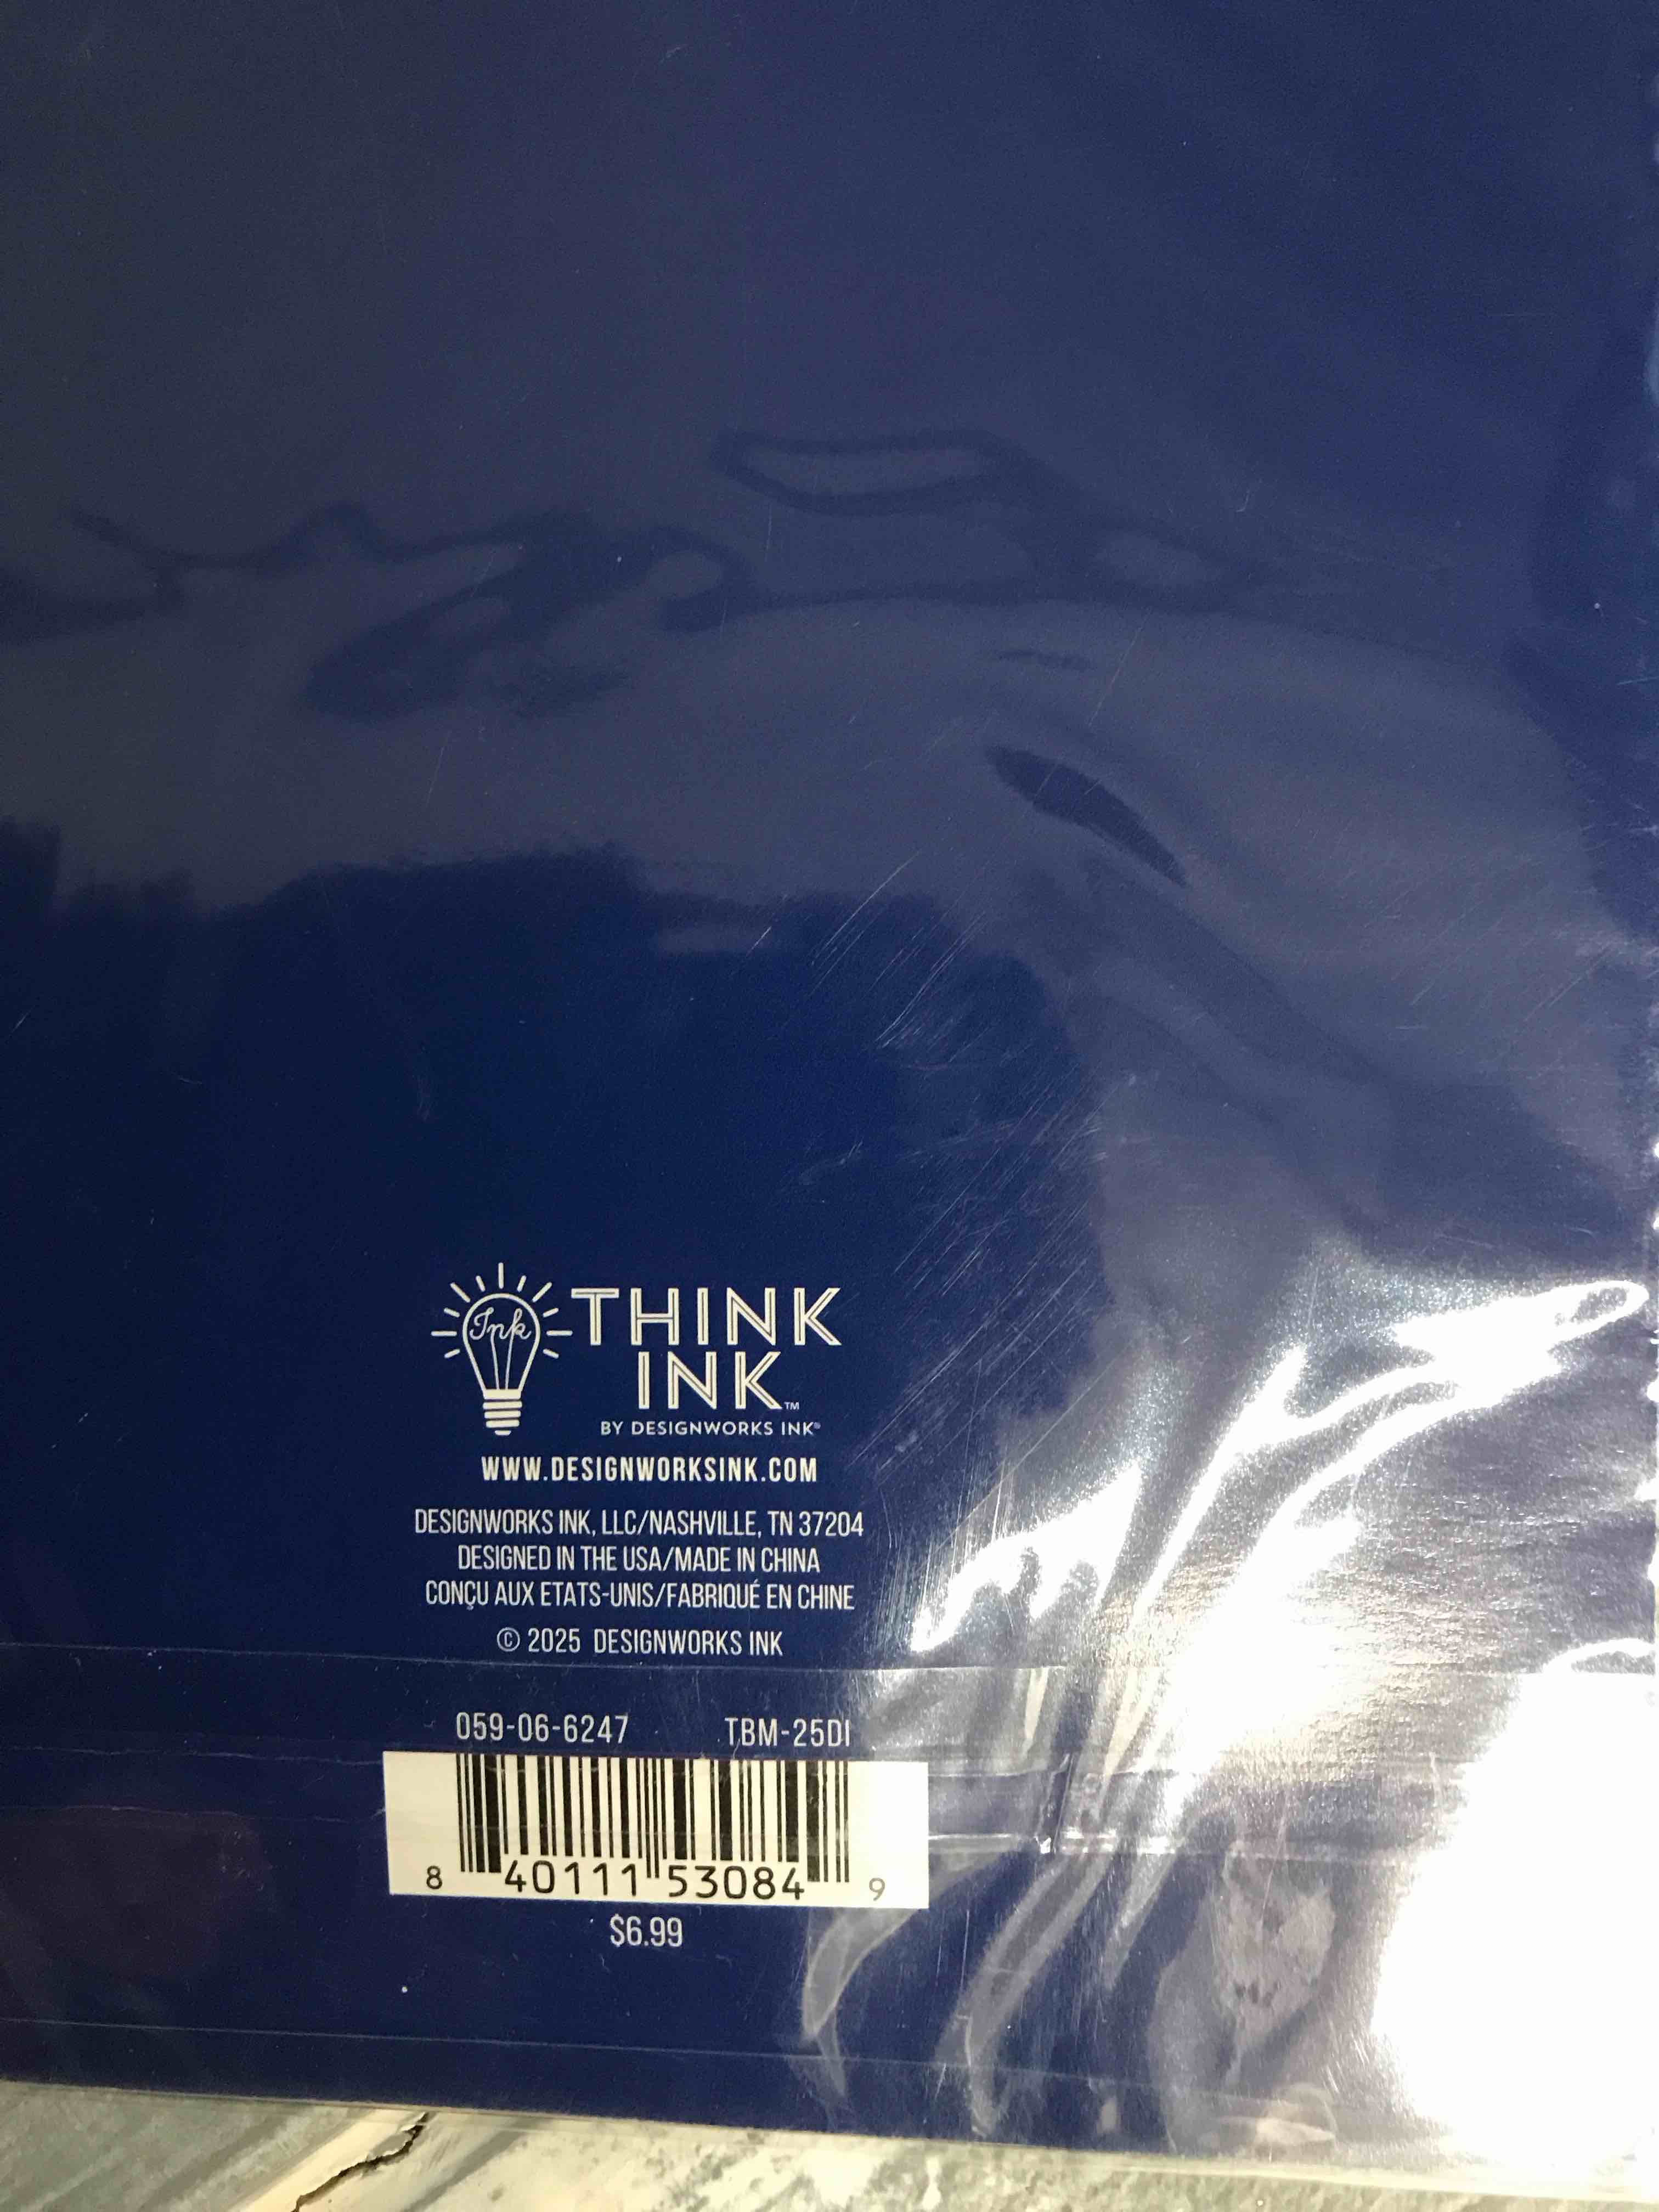 Ink
THINK
INK™
BY DESIGNWORKS INK®
WWW.DESIGNWORKSINK.COM
DESIGNWORKS INK, LLC/NASHVILLE, TN 37204
DESIGNED IN THE USA/MADE IN CHINA
CONÇU AUX ETATS-UNIS/FABRIQUÉ EN CHINE
© 2025 DESIGNWORKS INK
059-06-6247 TBM-25DI
8 40111 53084 9
$6.99